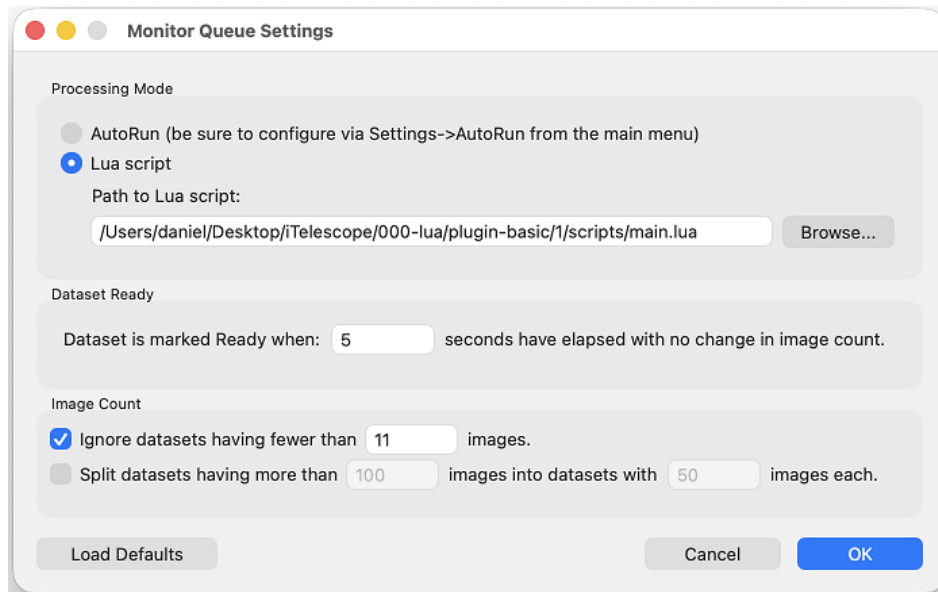 Monitor Queue Settings
Processing Mode
AutoRun (be sure to configure via Settings->AutoRun from the main menu)
Lua script
Path to Lua script:
/Users/daniel/Desktop/iTelescope/000-lua/plugin-basic/1/scripts/main.lua Browse...
Dataset Ready
Dataset is marked Ready when: 5 seconds have elapsed with no change in image count.
Image Count
Ignore datasets having fewer than 11 images.
Split datasets having more than 100 images into datasets with 50 images each.
Load Defaults Cancel OK